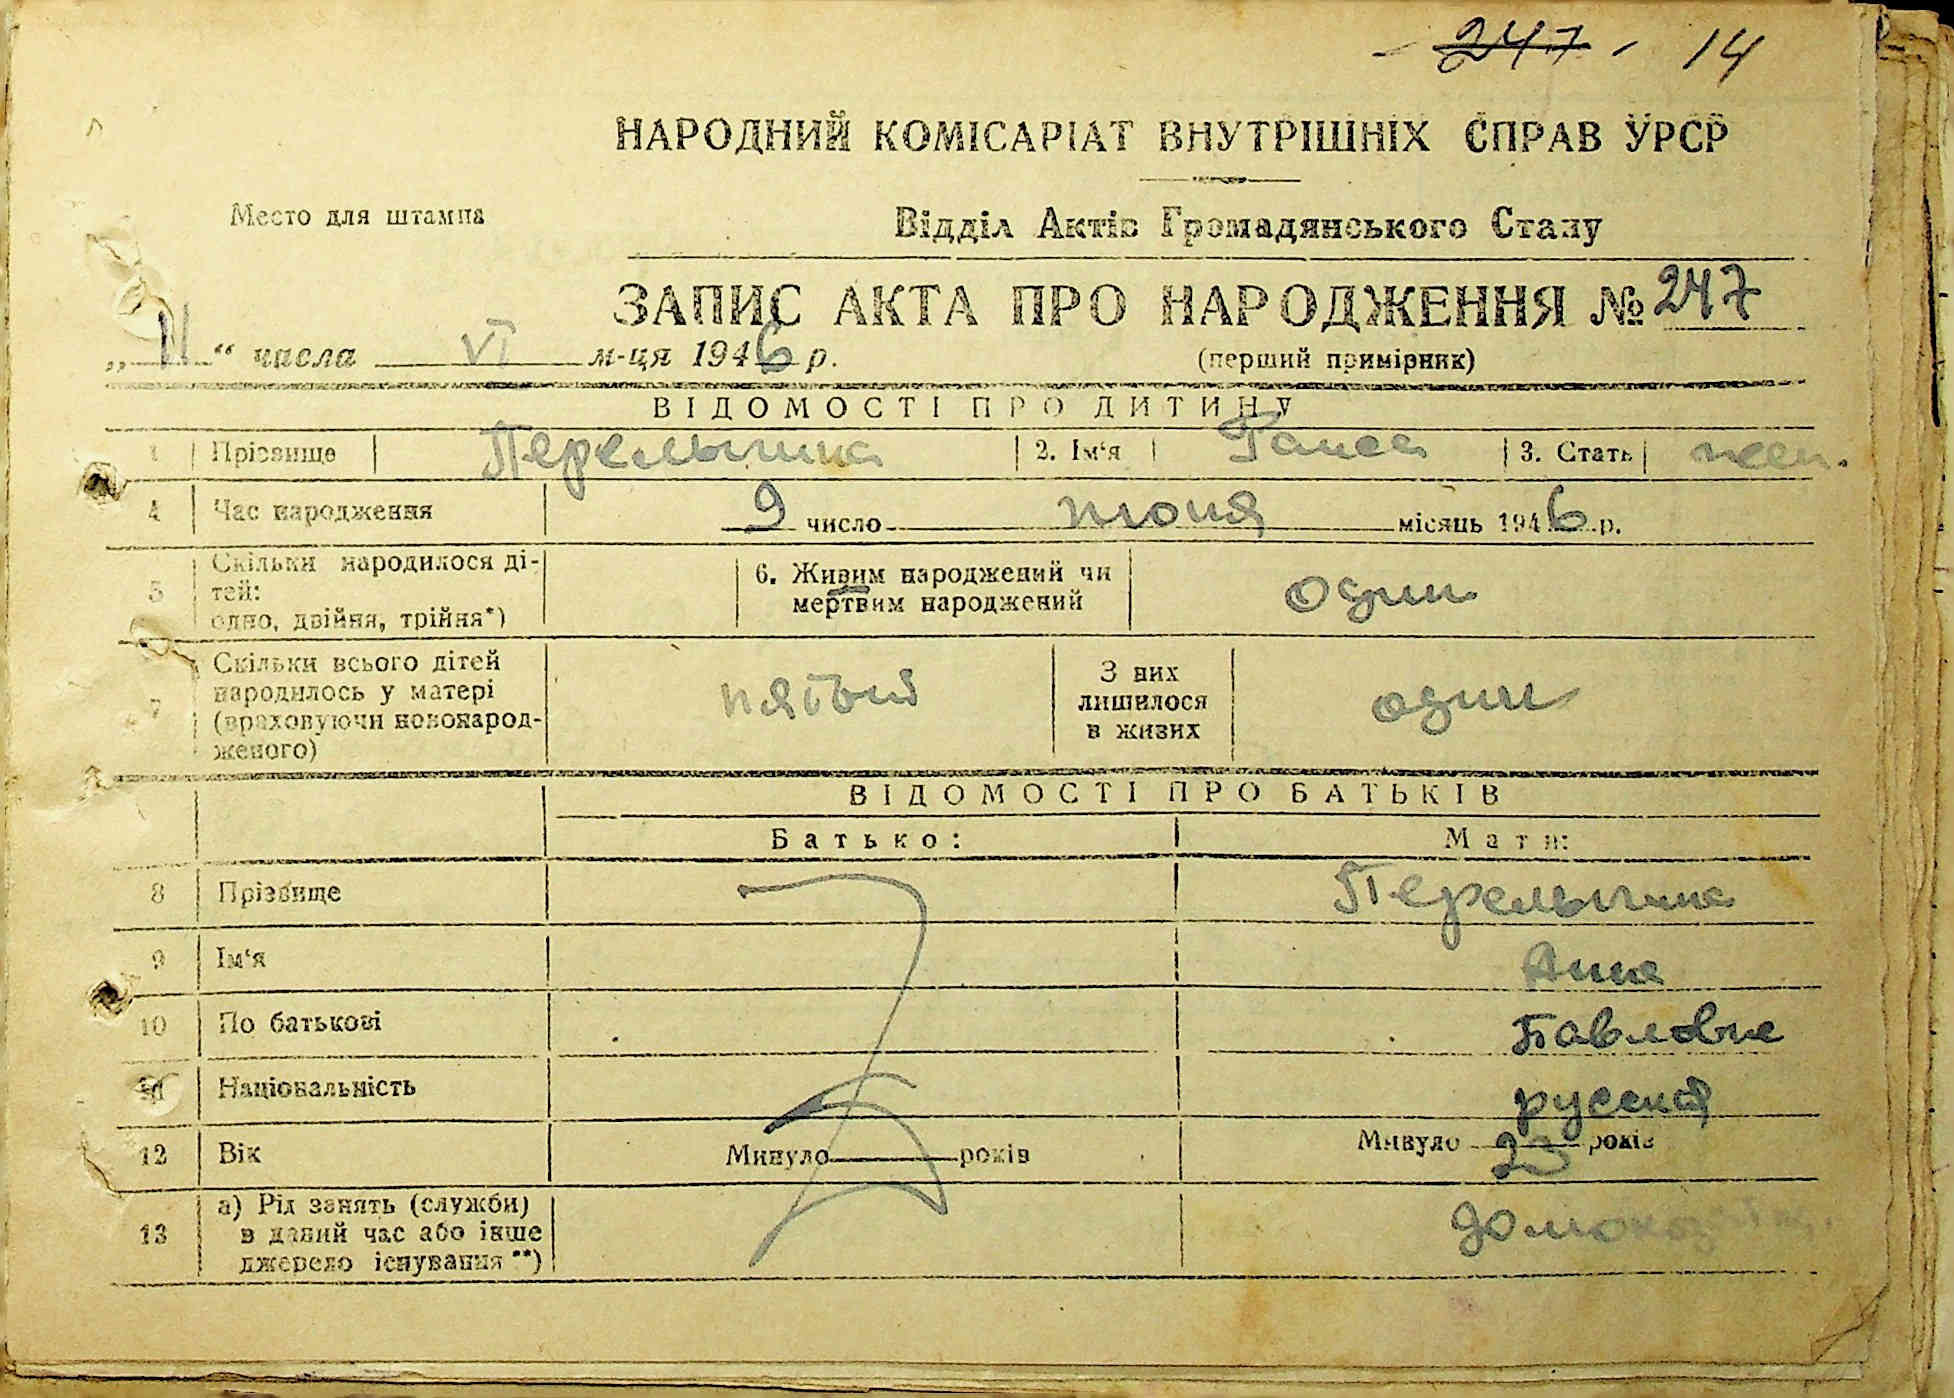 - 247 - 14
НАРОДНИЙ КОМІСАРІАТ ВНУТРІШНІХ СПРАВ УРСР
Место для штампа
Відділ Актів Громадянського Стану
ЗАПИС АКТА ПРО НАРОДЖЕННЯ № 247
„11“ числа VI м-ця 1946 р.
(перший примірник)
ВІДОМОСТІ ПРО ДИТИНУ
1 Прізвище 2. Ім‘я Раиса 3. Стать жен.
4 Час народження 9 число июня місяць 1946 р.
5 Скільки народилося ді-
тей:
одно, двійня, трійня*)
6. Живим народжений чи
мертвим народжений
один
7 Скільки всього дітей
народилось у матері
(враховуючи новонарод-
женого)
пятый
З них
лишилося
в живих
один
ВІДОМОСТІ ПРО БАТЬКІВ
Батько: Мати:
8 Прізвище
9 Ім‘я Анна
10 По батькові Павловна
11 Національність русская
12 Вік Минуло років Минуло 23 років
13 а) Рід занять (служби)
в даний час або інше
джерело існування **)
домохозяйк.